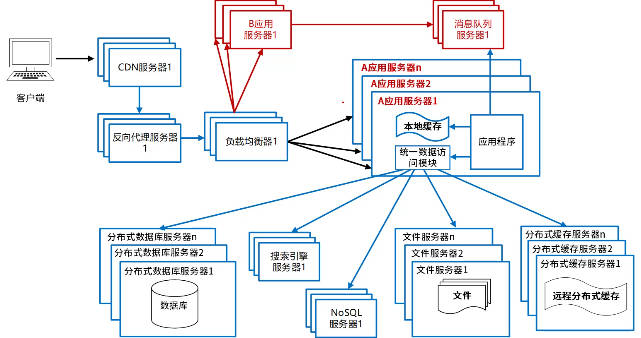 B应用
服务器1
消息队列
服务器1
CDN服务器1
客户端
A应用服务器n
A应用服务器2
A应用服务器1
本地缓存
应用程序
反向代理服务器
1
负载均衡器1
统一数据访
问模块
分布式数据库服务器n
分布式数据库服务器2
分布式数据库服务器1
数据库
搜索引擎
服务器1
NoSQL
服务器1
文件服务器n
文件服务器2
文件服务器1
文件
分布式缓存服务器n
分布式缓存服务器2
分布式缓存服务器1
远程分布式缓存